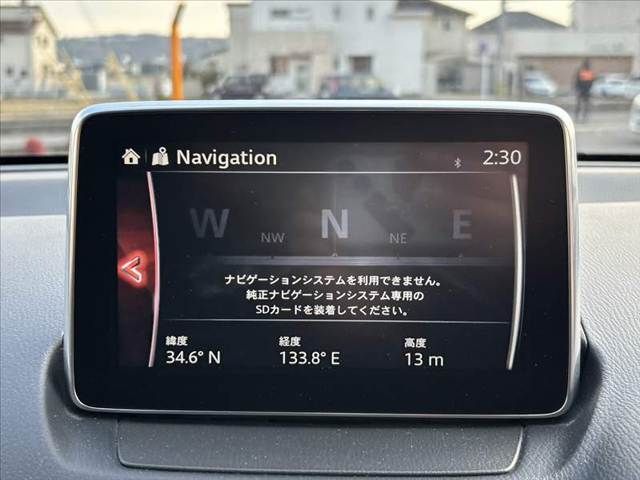 Navigation
2:30
W NW N NE E
ナビゲーションシステムを利用できません。
純正ナビゲーションシステム専用の
SDカードを装着してください。
緯度 経度 高度
34.6° N 133.8° E 13 m